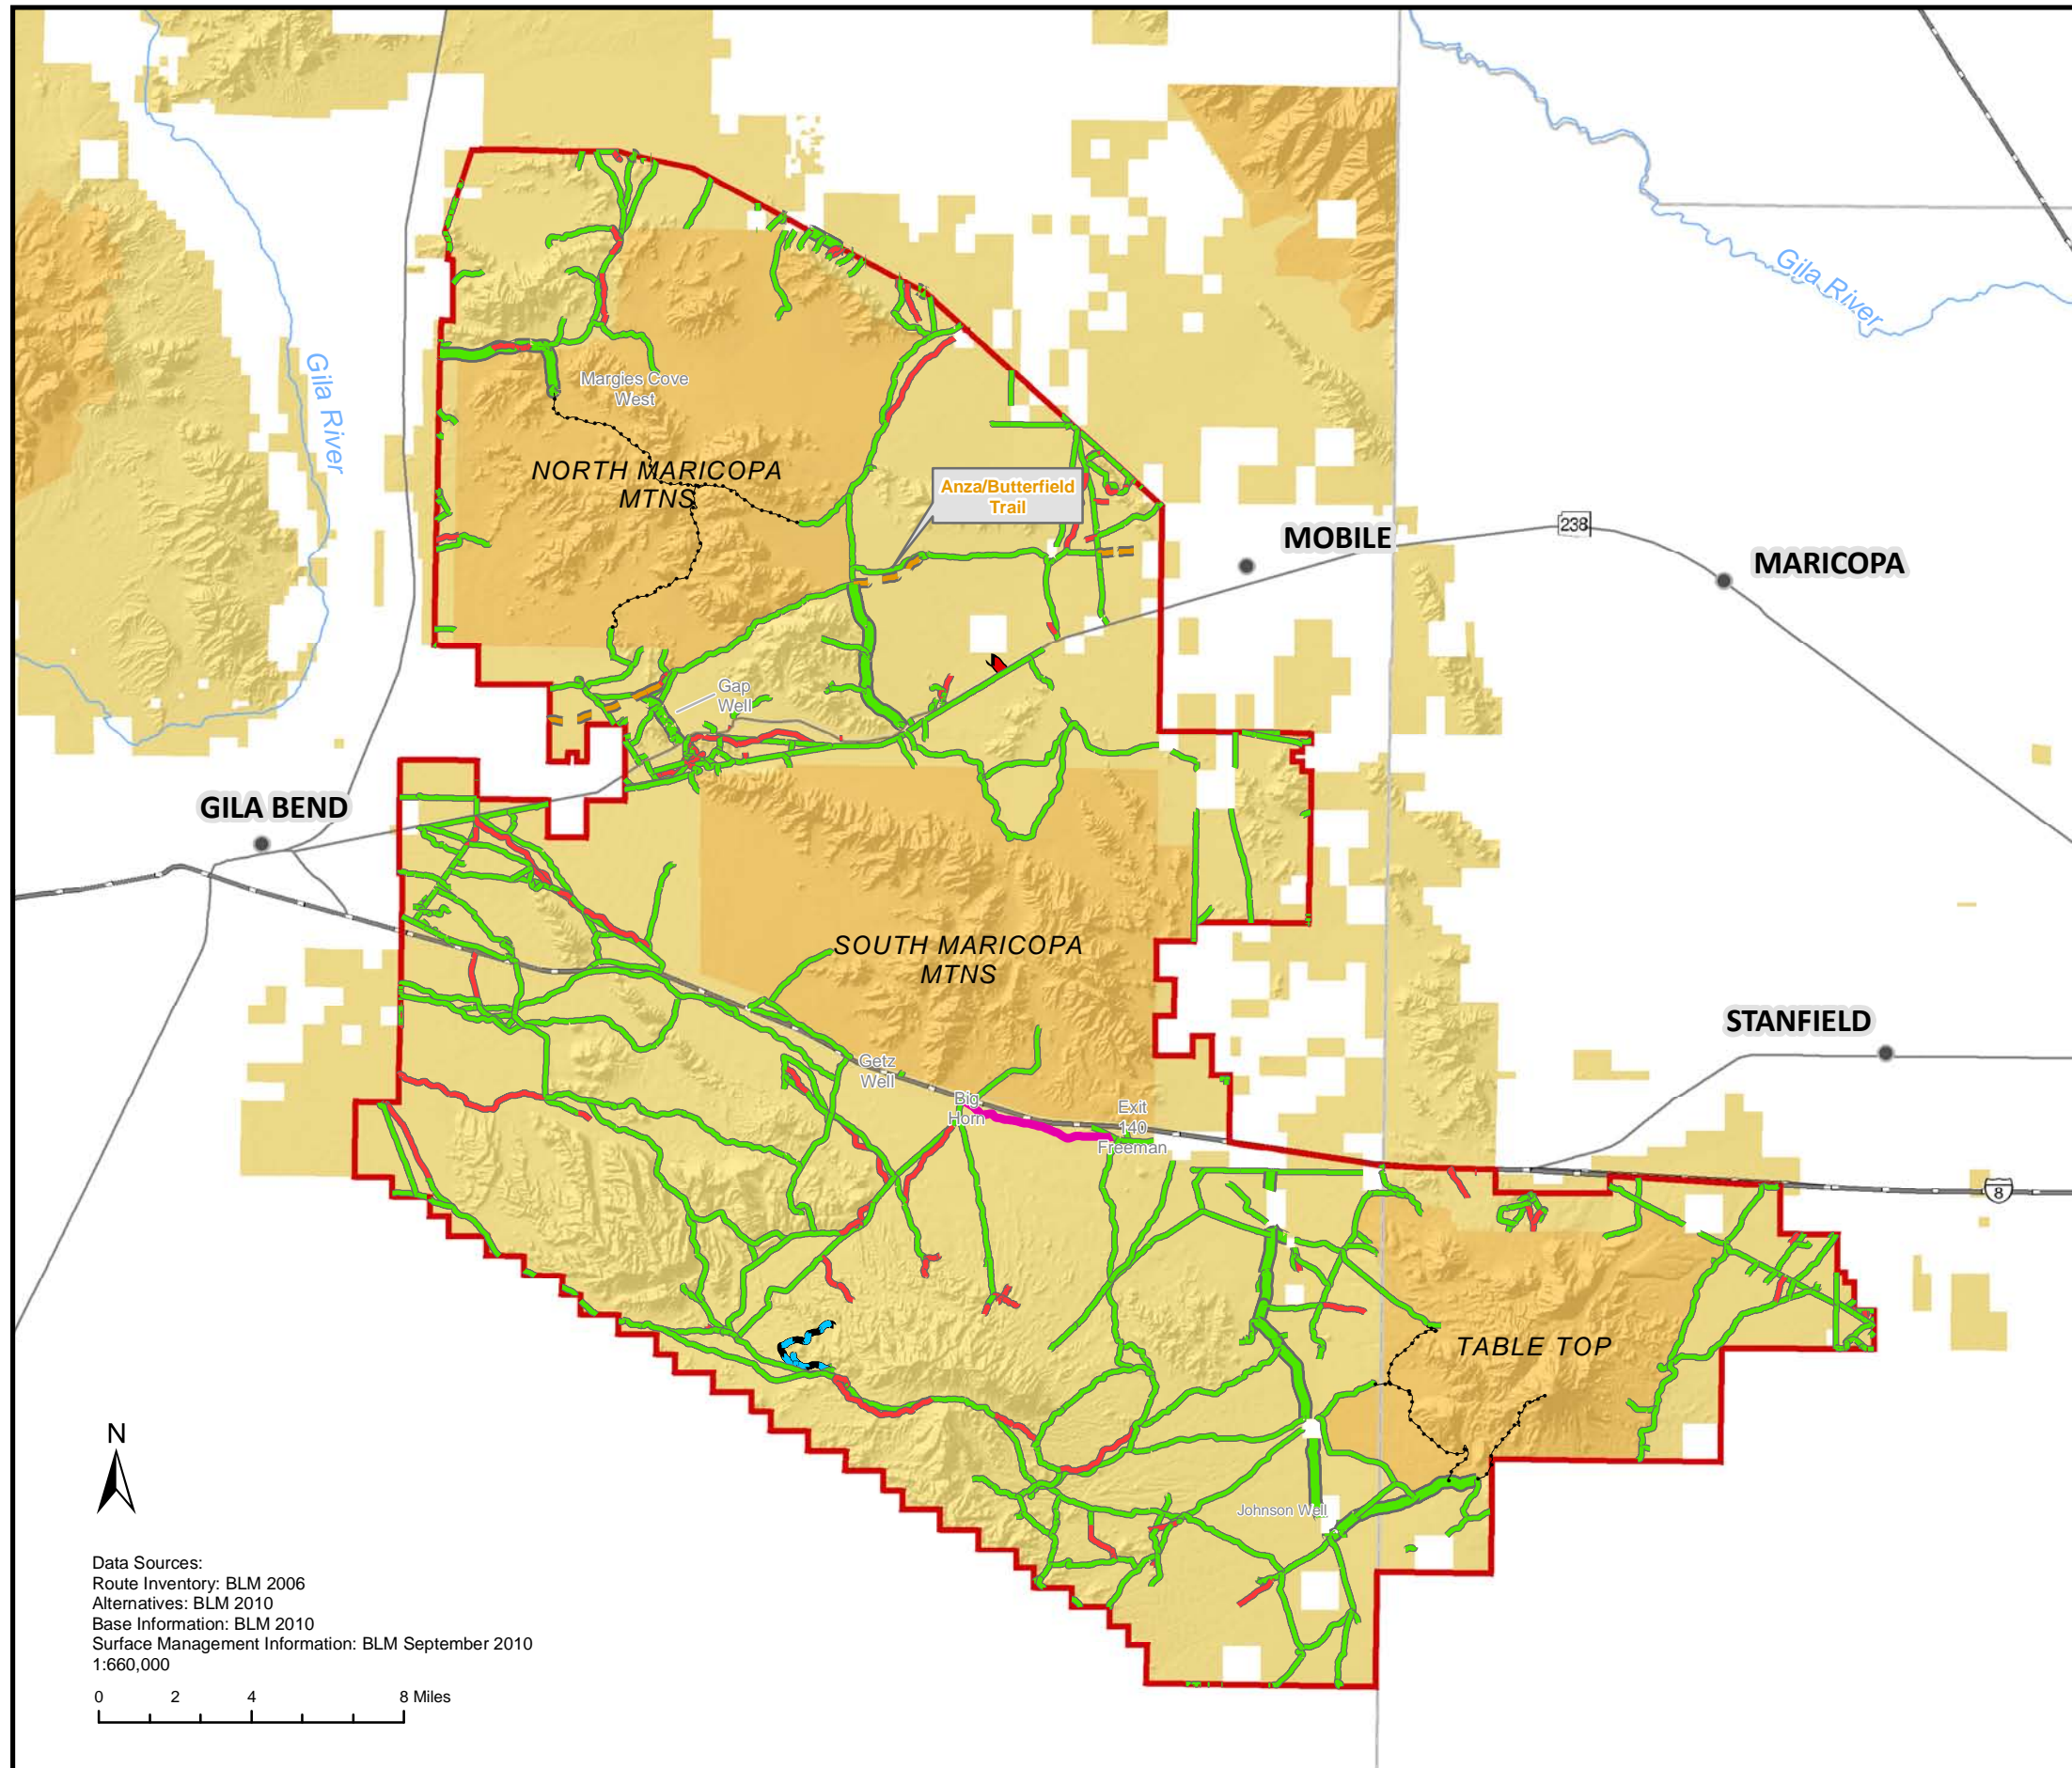 Gila River
Gila River
Margies Cove
West
NORTH MARICOPA
MTNS
Anza/Butterfield
Trail
MOBILE
238
MARICOPA
Gap
Well
GILA BEND
SOUTH MARICOPA
MTNS
STANFIELD
Getz
Well
Big
Horn
Exit
140
Freeman
8
TABLE TOP
Johnson Well
N
Data Sources:
Route Inventory: BLM 2006
Alternatives: BLM 2010
Base Information: BLM 2010
Surface Management Information: BLM September 2010
1:660,000
0 2 4 8 Miles